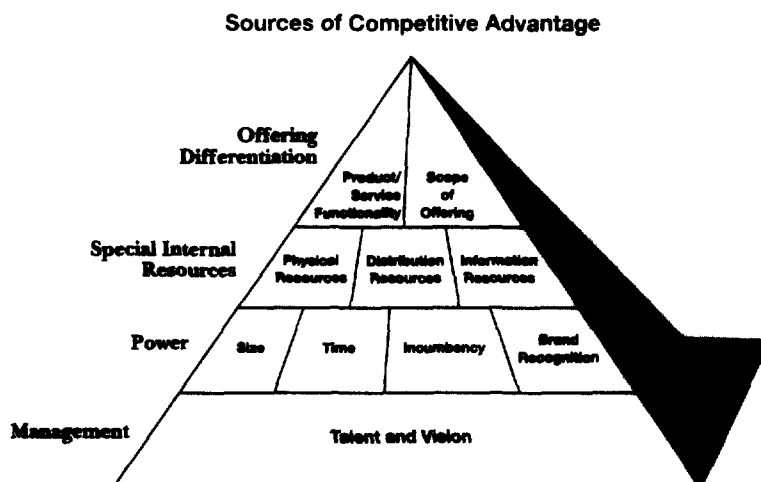 Sources of Competitive Advantage
Offering
Differentiation
Product/
Service
Functionality
Scope
of
Offering
Special Internal
Resources
Physical
Resources
Distribution
Resources
Information
Resources
Power
Size
Time
Incumbency
Brand
Recognition
Management
Talent and Vision